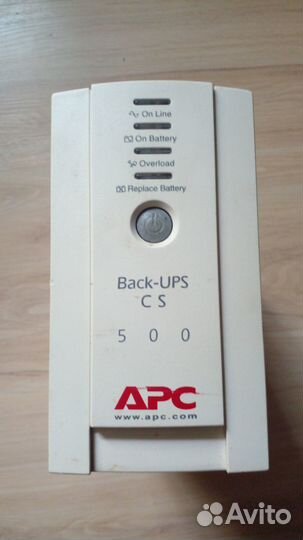 On Line
On Battery
Overload
Replace Battery
Back-UPS
CS
500
APC
www.apc.com
Avito